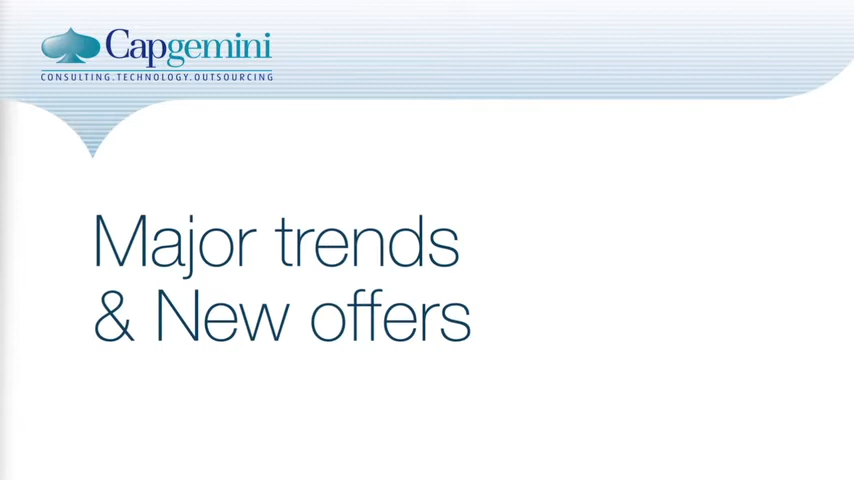 Capgemini
CONSULTING.TECHNOLOGY.OUTSOURCING
Major trends
& New offers